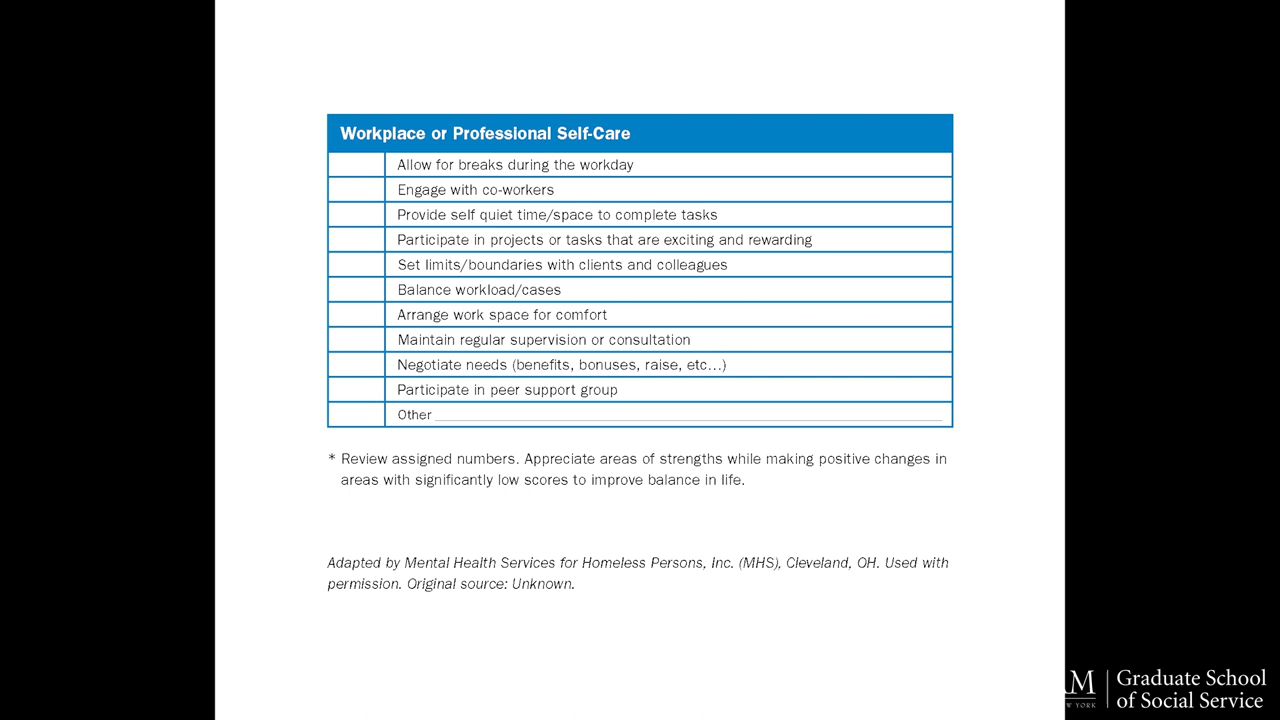 Workplace or Professional Self-Care
Allow for breaks during the workday
Engage with co-workers
Provide self quiet time/space to complete tasks
Participate in projects or tasks that are exciting and rewarding
Set limits/boundaries with clients and colleagues
Balance workload/cases
Arrange work space for comfort
Maintain regular supervision or consultation
Negotiate needs (benefits, bonuses, raise, etc...)
Participate in peer support group
Other
* Review assigned numbers. Appreciate areas of strengths while making positive changes in
areas with significantly low scores to improve balance in life.
Adapted by Mental Health Services for Homeless Persons, Inc. (MHS), Cleveland, OH. Used with
permission. Original source: Unknown.
Graduate School
of Social Service